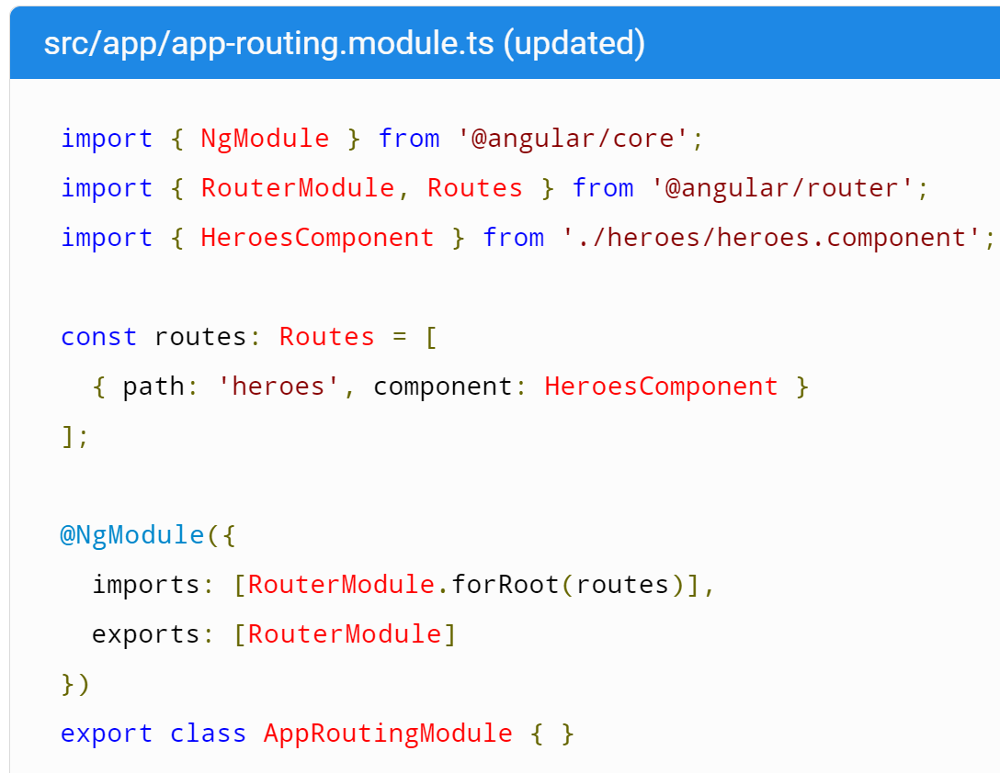 src/app/app-routing.module.ts (updated)
import { NgModule } from '@angular/core';
import { RouterModule, Routes } from '@angular/router';
import { HeroesComponent } from './heroes/heroes.component';
const routes: Routes = [
  { path: 'heroes', component: HeroesComponent }
];
@NgModule({
  imports: [RouterModule.forRoot(routes)],
  exports: [RouterModule]
})
export class AppRoutingModule { }